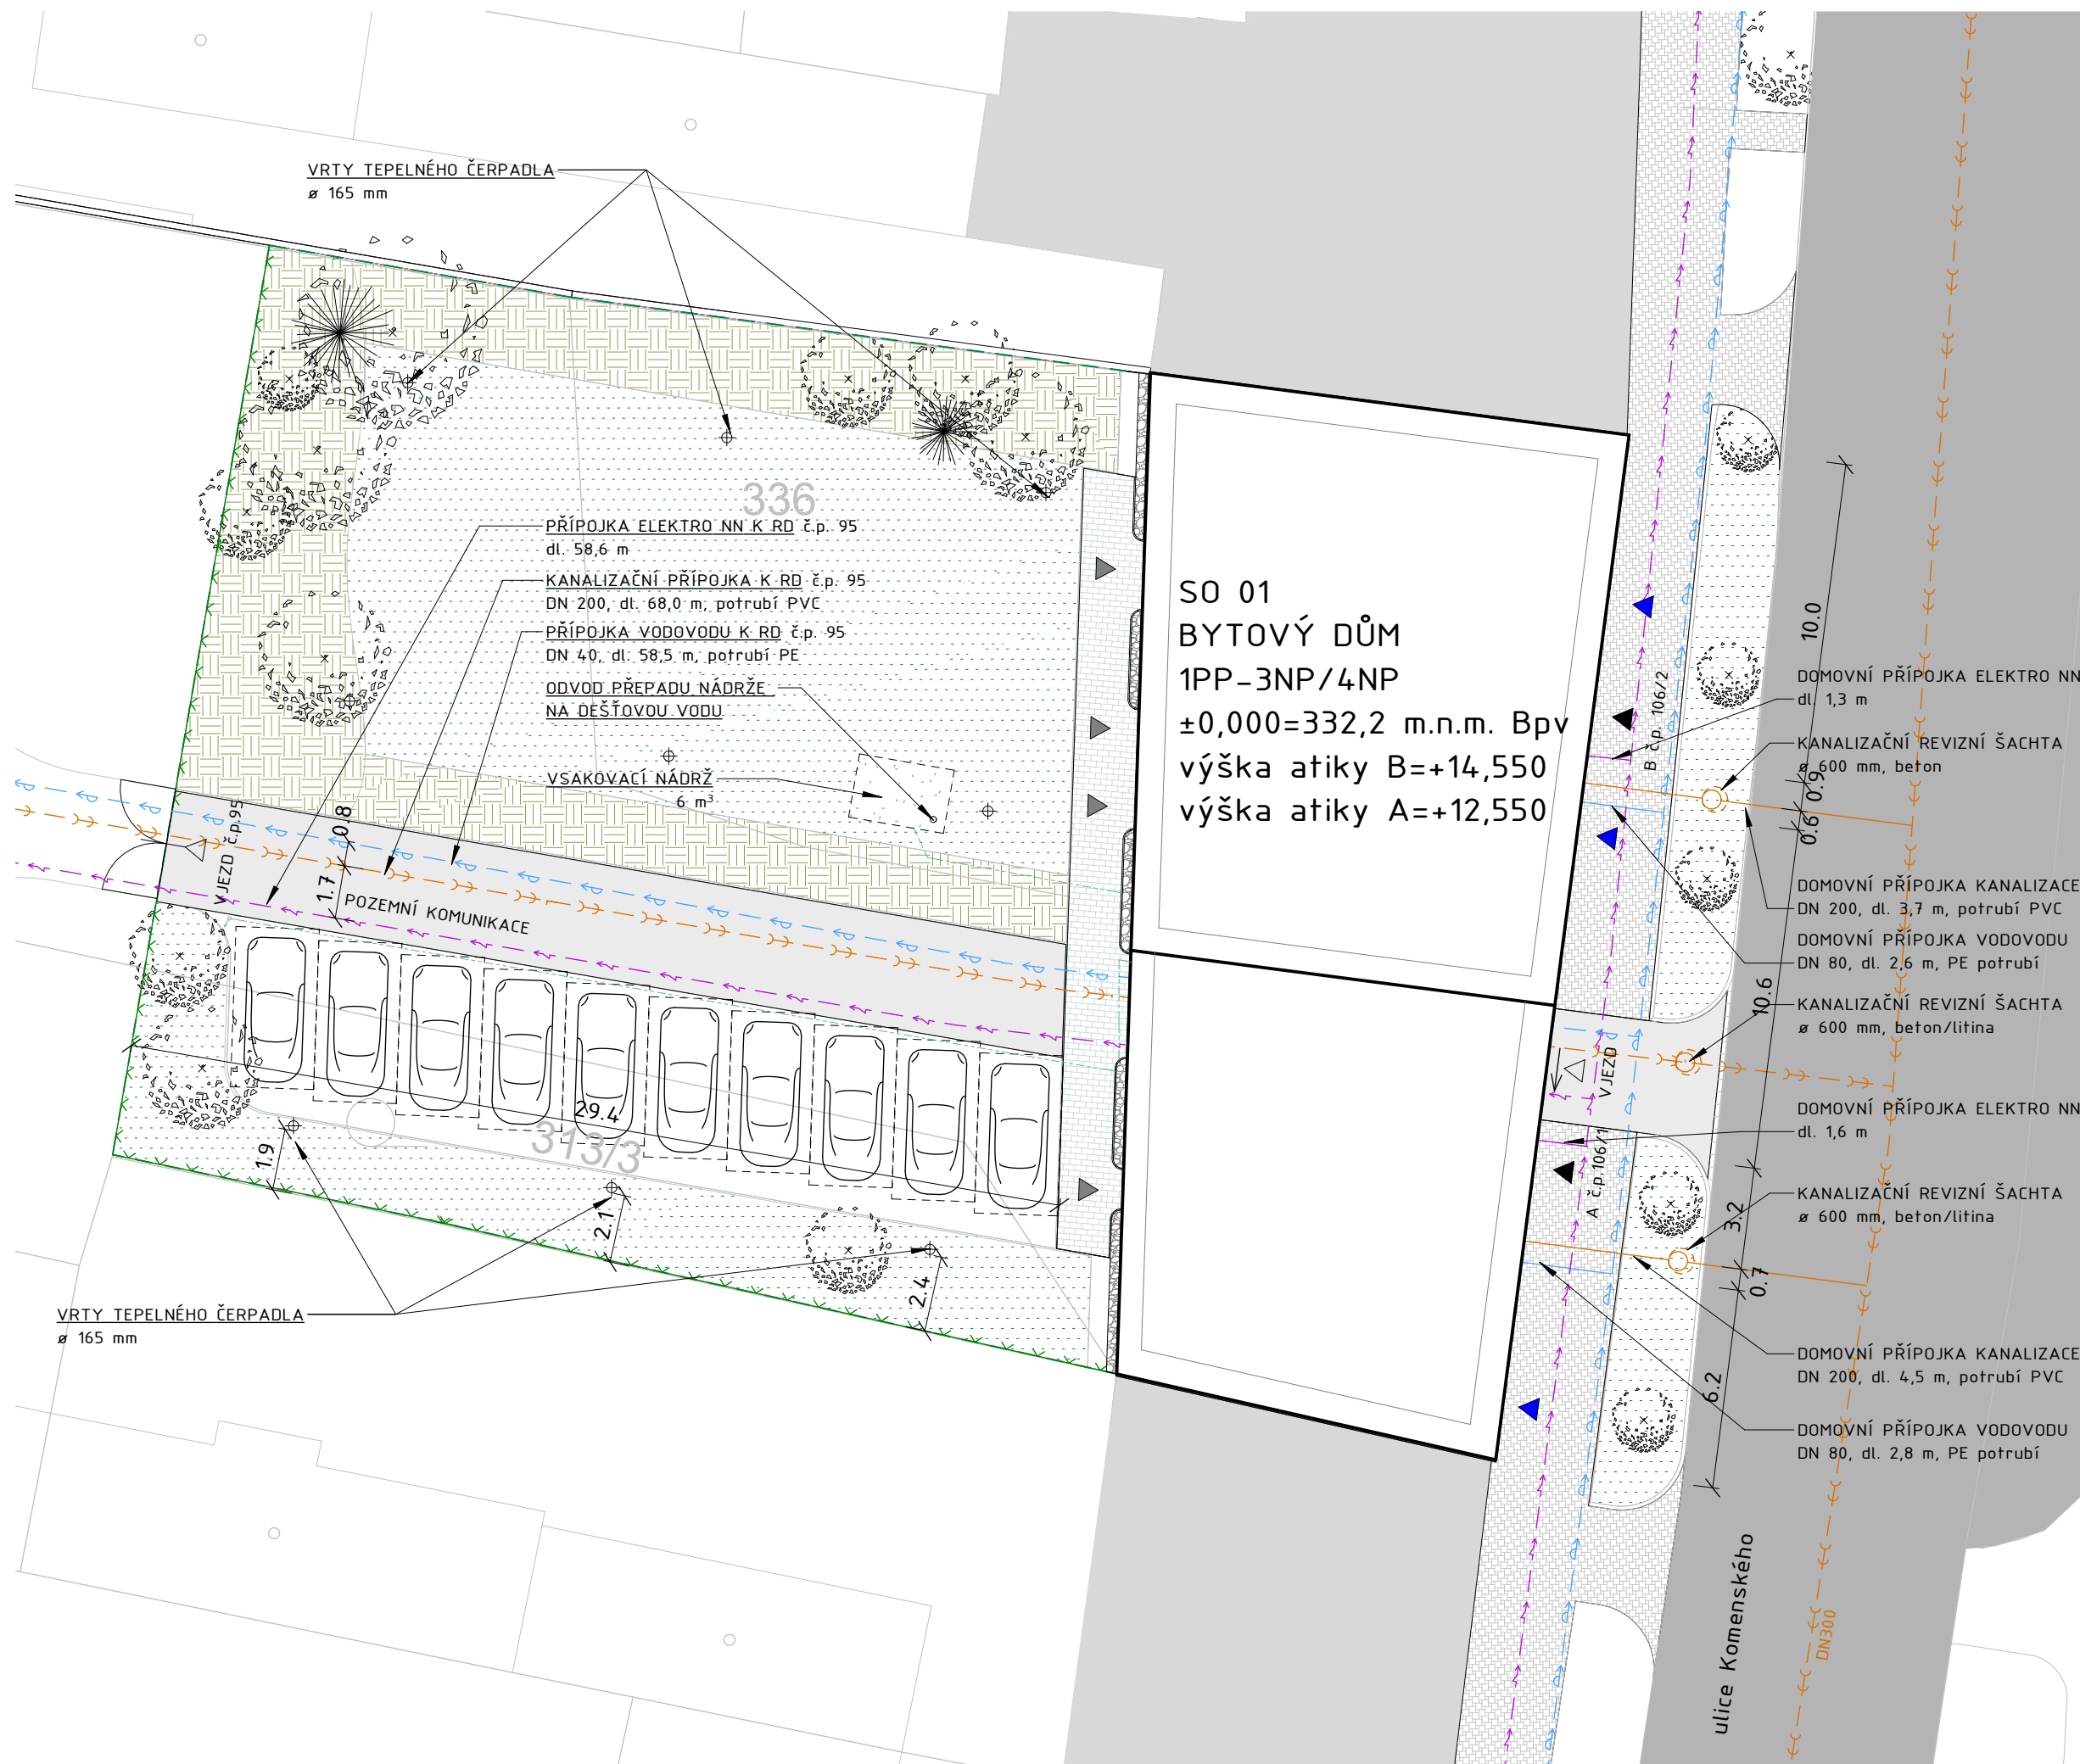 VRTY TEPELNÉHO ČERPADLA
ø 165 mm
336
PŘÍPOJKA ELEKTRO NN K RD č.p. 95
dl. 58,6 m
KANALIZAČNÍ PŘÍPOJKA K RD č.p. 95
DN 200, dl. 68,0 m, potrubí PVC
PŘÍPOJKA VODOVODU K RD č.p. 95
DN 40, dl. 58,5 m, potrubí PE
ODVOD PŘEPADU NÁDRŽE
NA DEŠŤOVOU VODU
VSAKOVACÍ NÁDRŽ
6 m³
SO 01
BYTOVÝ DŮM
1PP-3NP/4NP
±0,000=332,2 m.n.m. Bpv
výška atiky B=+14,550
výška atiky A=+12,550
VJEZD č.p.95
0.8
1.7
POZEMNÍ KOMUNIKACE
29.4
313/3
1.9
2.1
2.4
VRTY TEPELNÉHO ČERPADLA
ø 165 mm
B č.p. 106/2
VJEZD
A č.p.106/1
10.0
0.9
0.6
10.6
3.2
0.7
6.2
DOMOVNÍ PŘÍPOJKA ELEKTRO NN
dl. 1,3 m
KANALIZAČNÍ REVIZNÍ ŠACHTA
ø 600 mm, beton
DOMOVNÍ PŘÍPOJKA KANALIZACE
DN 200, dl. 3,7 m, potrubí PVC
DOMOVNÍ PŘÍPOJKA VODOVODU
DN 80, dl. 2,6 m, PE potrubí
KANALIZAČNÍ REVIZNÍ ŠACHTA
ø 600 mm, beton/litina
DOMOVNÍ PŘÍPOJKA ELEKTRO NN
dl. 1,6 m
KANALIZAČNÍ REVIZNÍ ŠACHTA
ø 600 mm, beton/litina
DOMOVNÍ PŘÍPOJKA KANALIZACE
DN 200, dl. 4,5 m, potrubí PVC
DOMOVNÍ PŘÍPOJKA VODOVODU
DN 80, dl. 2,8 m, PE potrubí
ulice Komenského
DN300